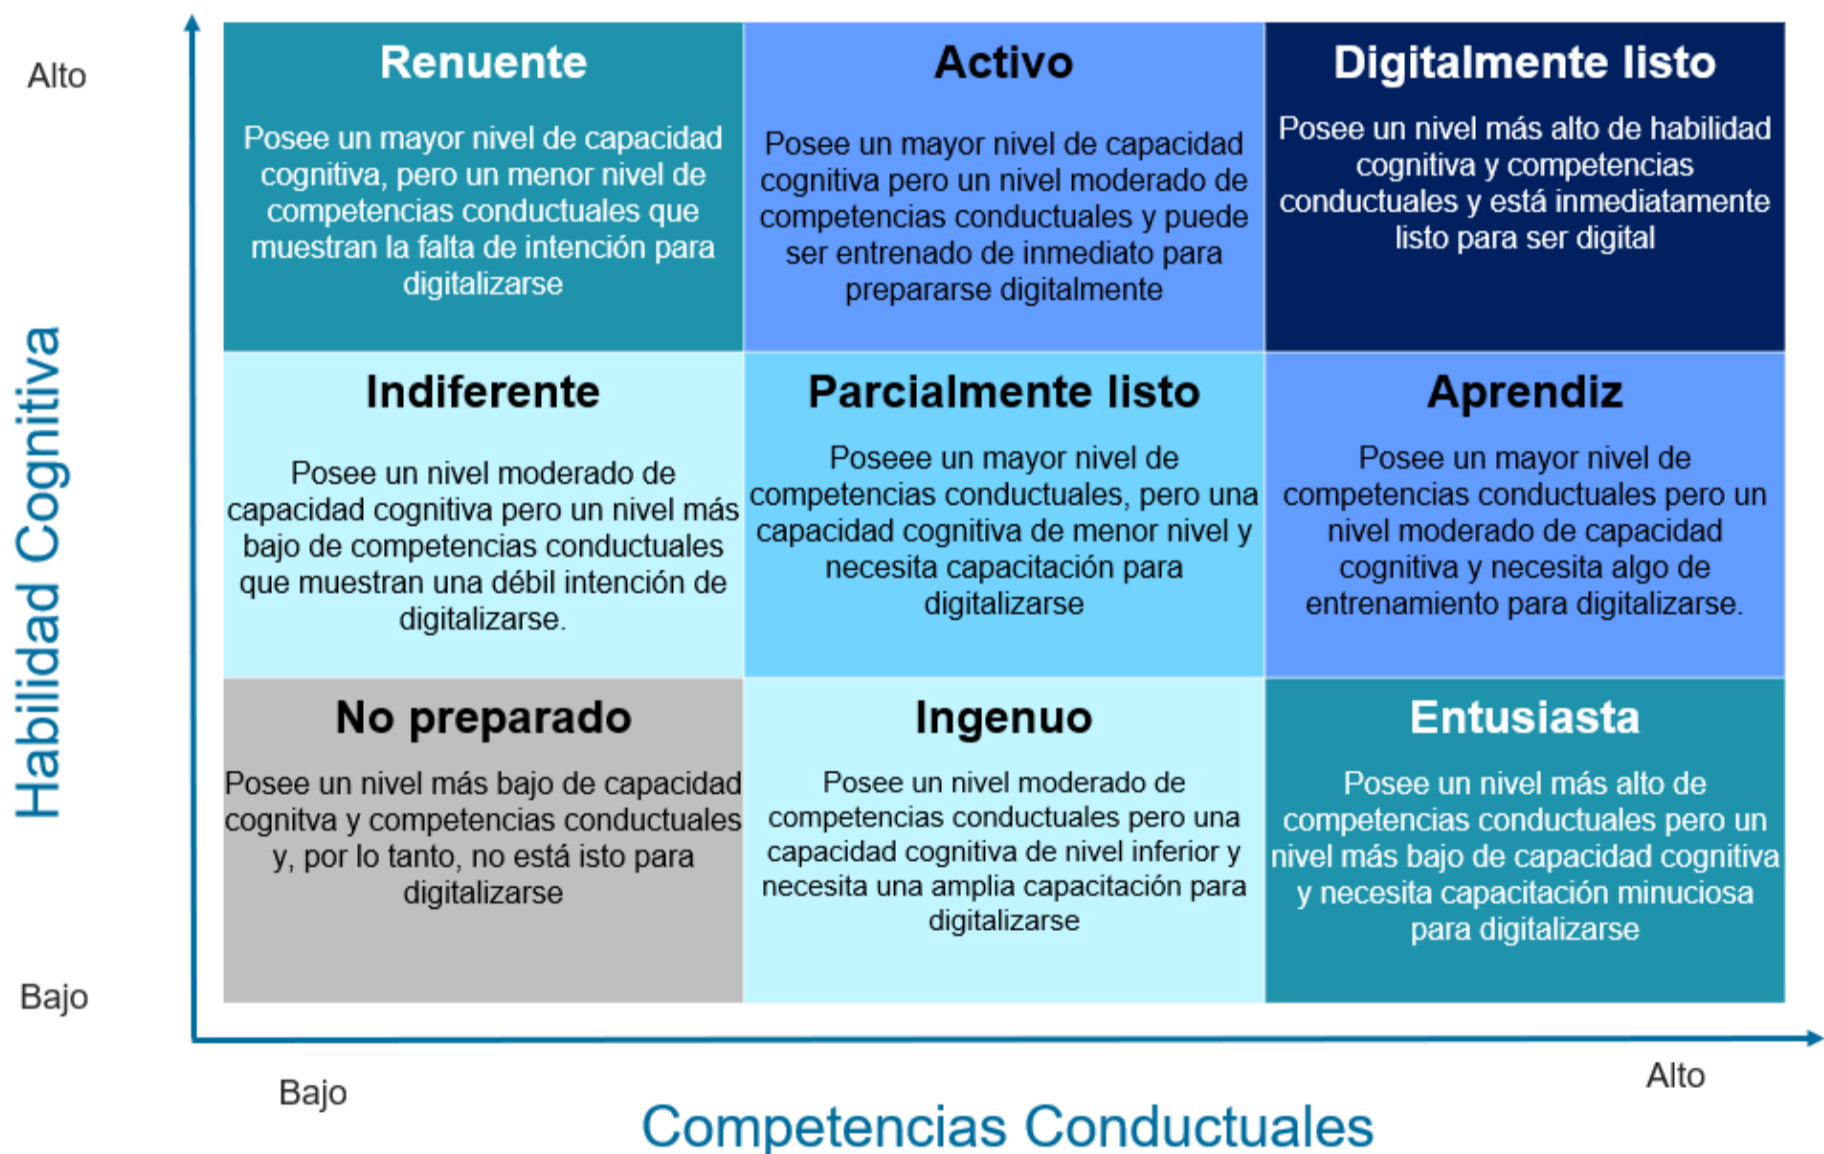 Alto
Renuente
Posee un mayor nivel de capacidad
cognitiva, pero un menor nivel de
competencias conductuales que
muestran la falta de intención para
digitalizarse
Activo
Posee un mayor nivel de capacidad
cognitiva pero un nivel moderado de
competencias conductuales y puede
ser entrenado de inmediato para
prepararse digitalmente
Digitalmente listo
Posee un nivel más alto de habilidad
cognitiva y competencias
conductuales y está inmediatamente
listo para ser digital
Habilidad Cognitiva
Indiferente
Posee un nivel moderado de
capacidad cognitiva pero un nivel más
bajo de competencias conductuales
que muestran una débil intención de
digitalizarse.
Parcialmente listo
Poseee un mayor nivel de
competencias conductuales, pero una
capacidad cognitiva de menor nivel y
necesita capacitación para
digitalizarse
Aprendiz
Posee un mayor nivel de
competencias conductuales pero un
nivel moderado de capacidad
cognitiva y necesita algo de
entrenamiento para digitalizarse.
No preparado
Posee un nivel más bajo de capacidad
cognitva y competencias conductuales
y, por lo tanto, no está isto para
digitalizarse
Ingenuo
Posee un nivel moderado de
competencias conductuales pero una
capacidad cognitiva de nivel inferior y
necesita una amplia capacitación para
digitalizarse
Entusiasta
Posee un nivel más alto de
competencias conductuales pero un
nivel más bajo de capacidad cognitiva
y necesita capacitación minuciosa
para digitalizarse
Bajo
Bajo
Alto
Competencias Conductuales